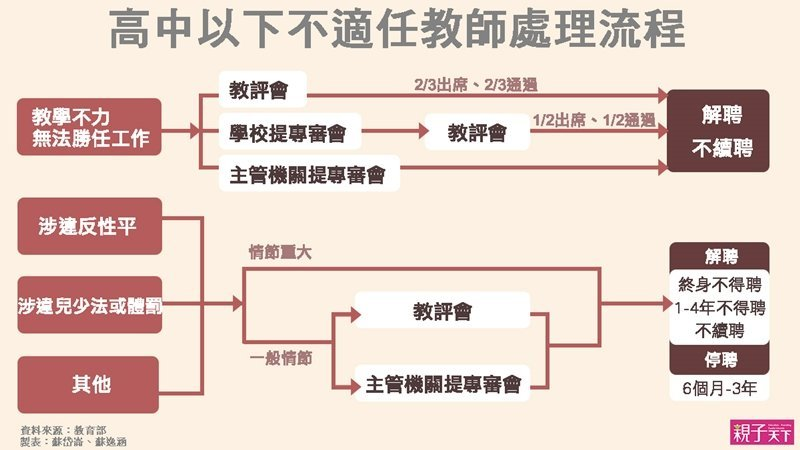 高中以下不適任教師處理流程
教學不力
無法勝任工作
教評會
2/3出席、2/3通過
學校提專審會
教評會
1/2出席、1/2通過
主管機關提專審會
解聘
不續聘
涉違反性平
涉違兒少法或體罰
其他
情節重大
一般情節
教評會
主管機關提專審會
解聘
終身不得聘
1-4年不得聘
不續聘
停聘
6個月-3年
資料來源：教育部
製表：蘇岱崙、蘇逸涵
親子天下